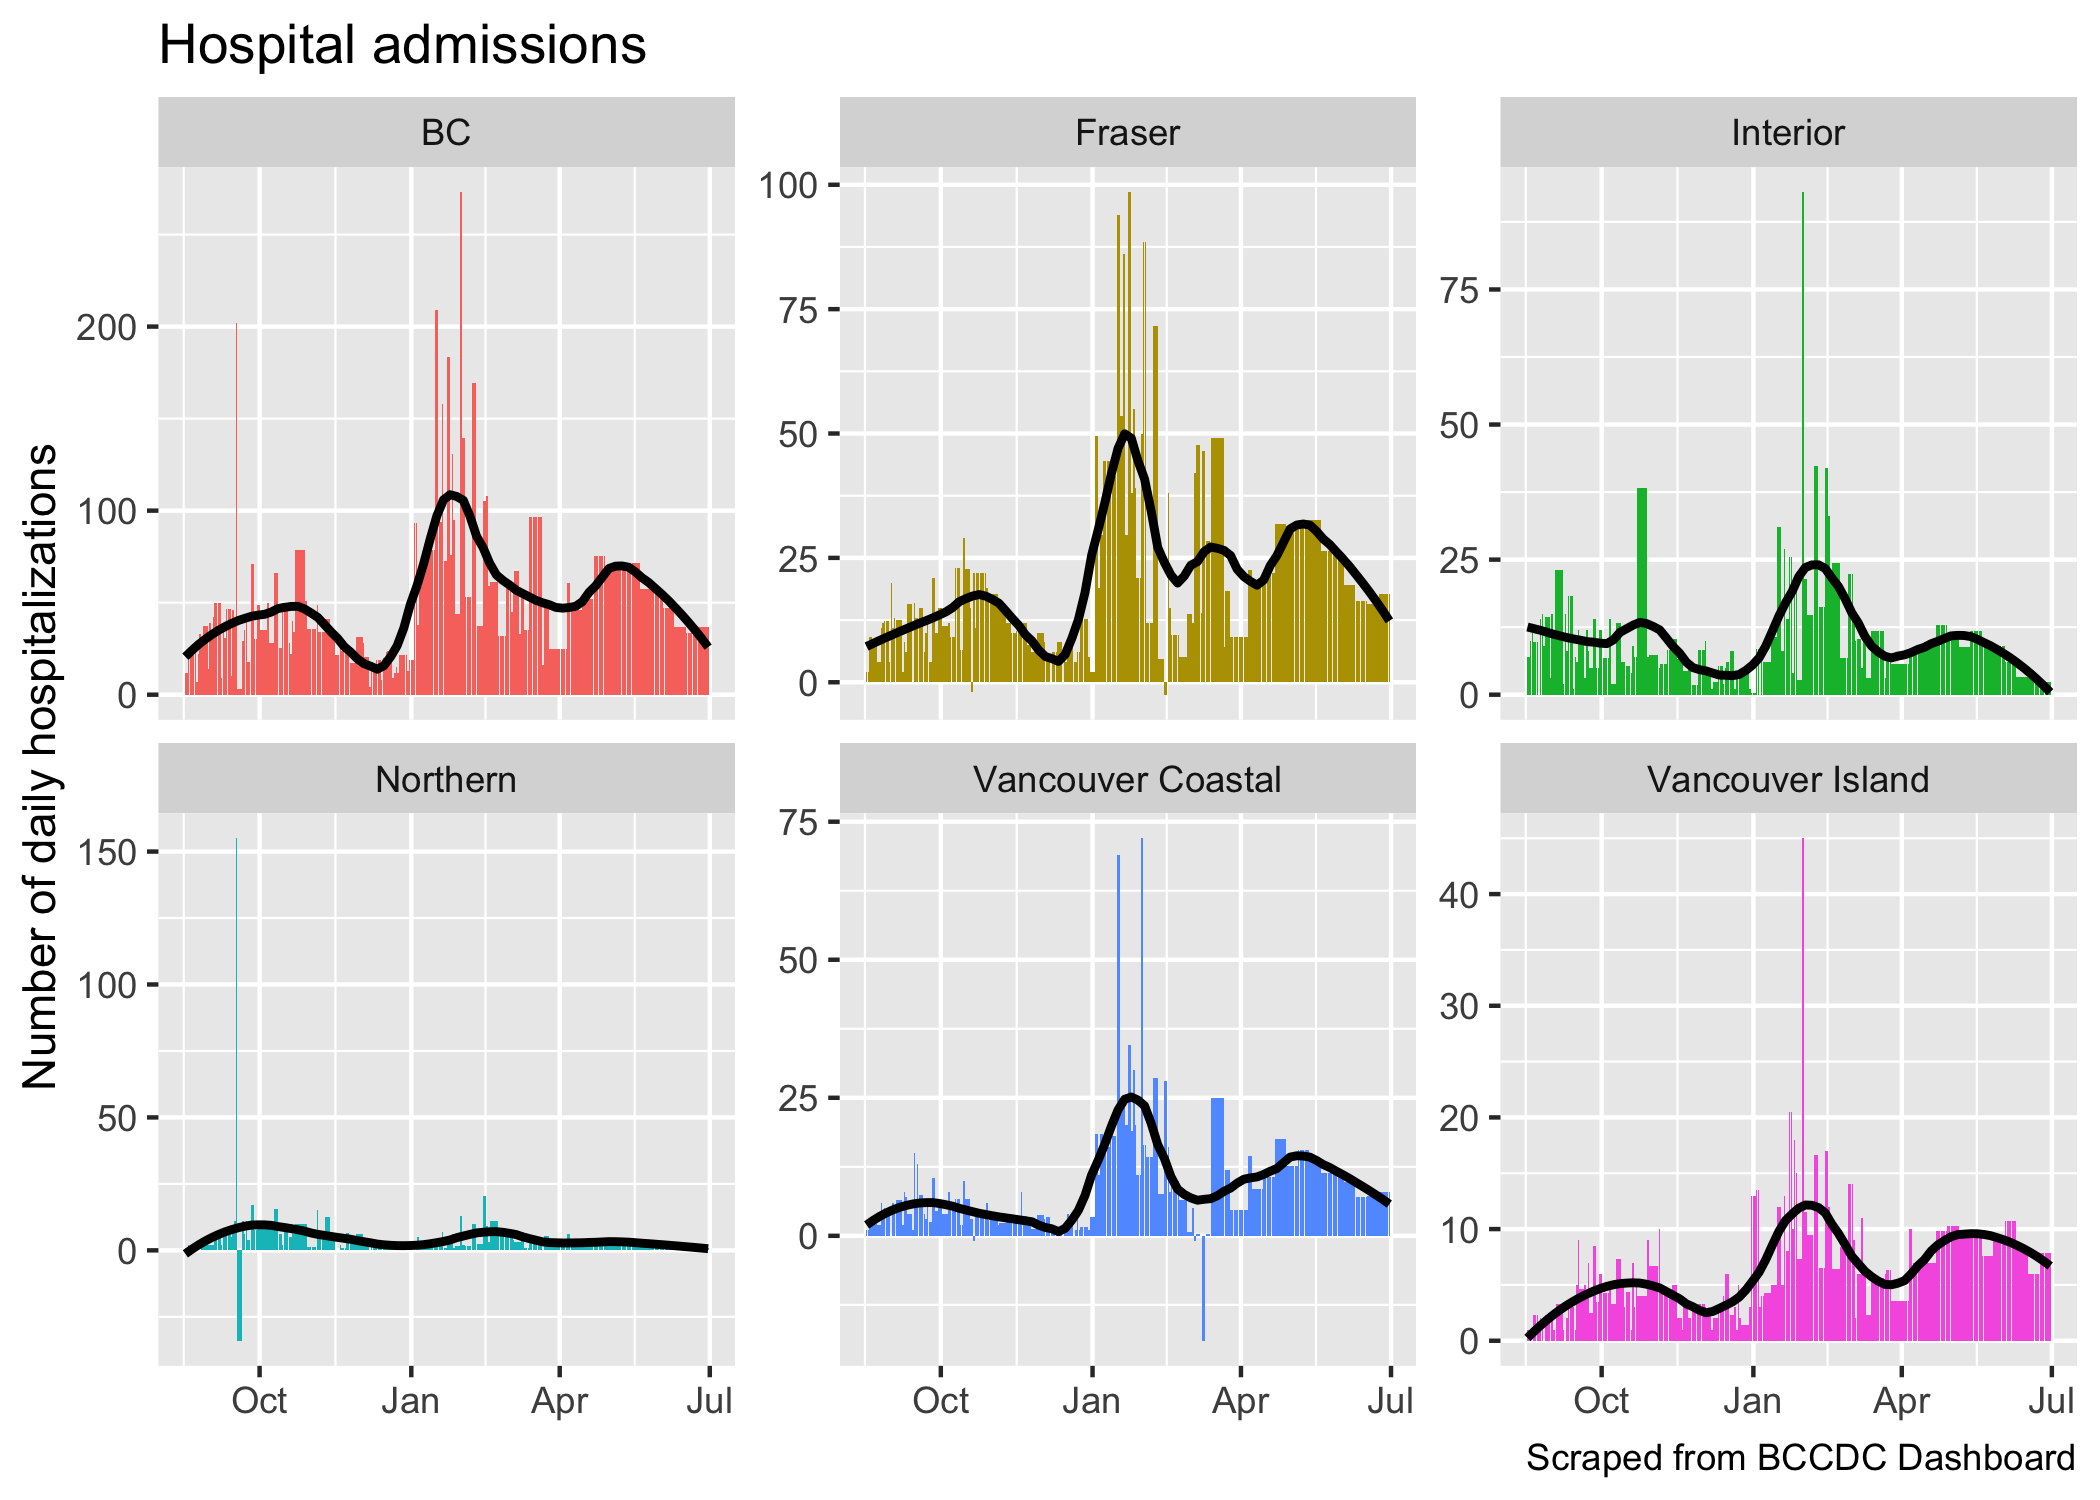 Hospital admissions
BC
Fraser
Interior
Number of daily hospitalizations
200
100
0
100
75
50
25
0
75
50
25
0
Northern
Vancouver Coastal
Vancouver Island
150
100
50
0
75
50
25
0
40
30
20
10
0
Oct Jan Apr Jul
Oct Jan Apr Jul
Oct Jan Apr Jul
Scraped from BCCDC Dashboard